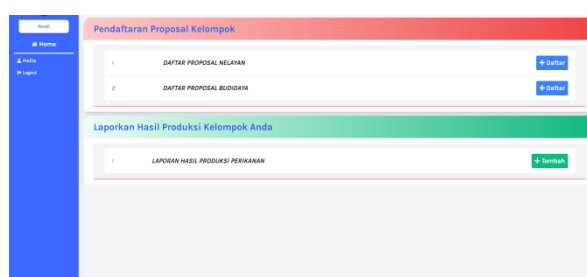 Home
Profile
Logout
Pendaftaran Proposal Kelompok
1 DAFTAR PROPOSAL NELAYAN + Daftar
2 DAFTAR PROPOSAL BUDIDAYA + Daftar
Laporkan Hasil Produksi Kelompok Anda
1 LAPORAN HASIL PRODUKSI PERIKANAN + Tambah